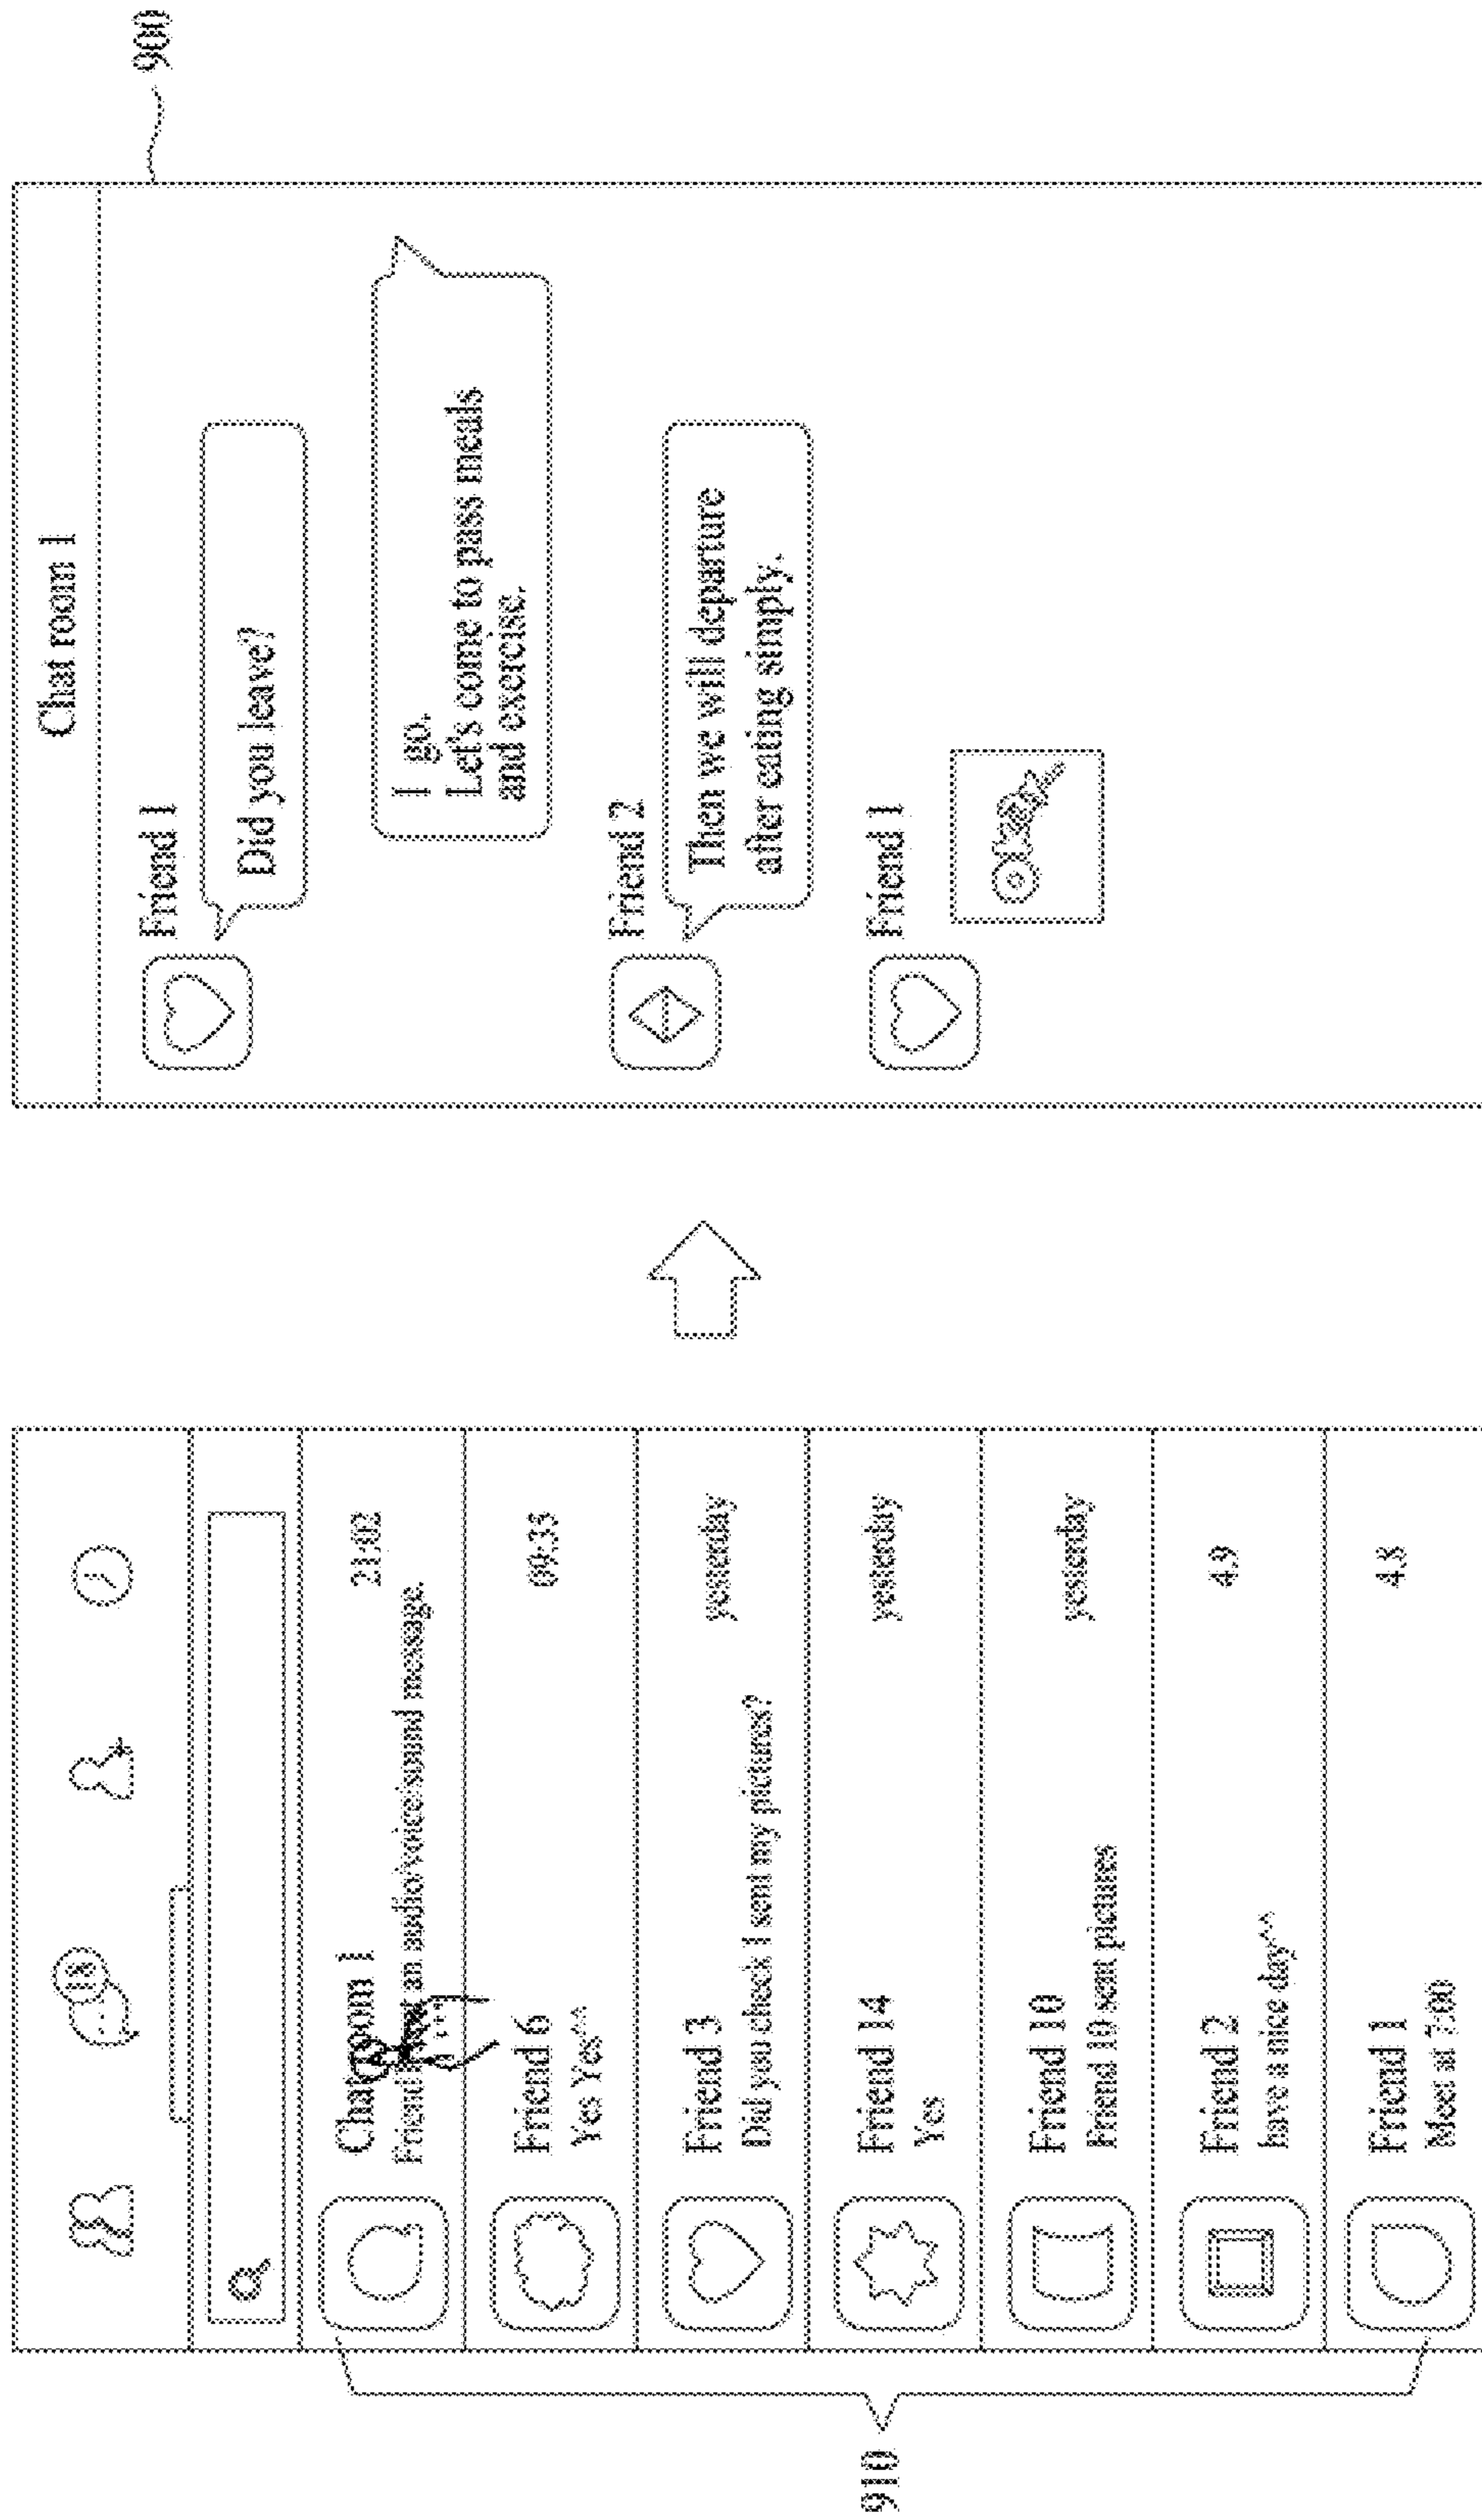 18
Chat room 1
21:02
Friend an audio/voice/sound message.
Friend 6
09:33
Yes Yes^^
Friend 3
yesterday
Did you check I sent my pictures?
Friend 14
yesterday
Yes
Friend 10
yesterday
Friend 10 sent pictures
Friend 2
4.9
have a nice day^^
Friend 1
4.8
Meet at 7:00
910
Chat room 1
Friend 1
Did you leave?
I go.
Let's come to pass meals
and exercise.
Friend 2
Then we will departure
after eating simply.
Friend 1
900